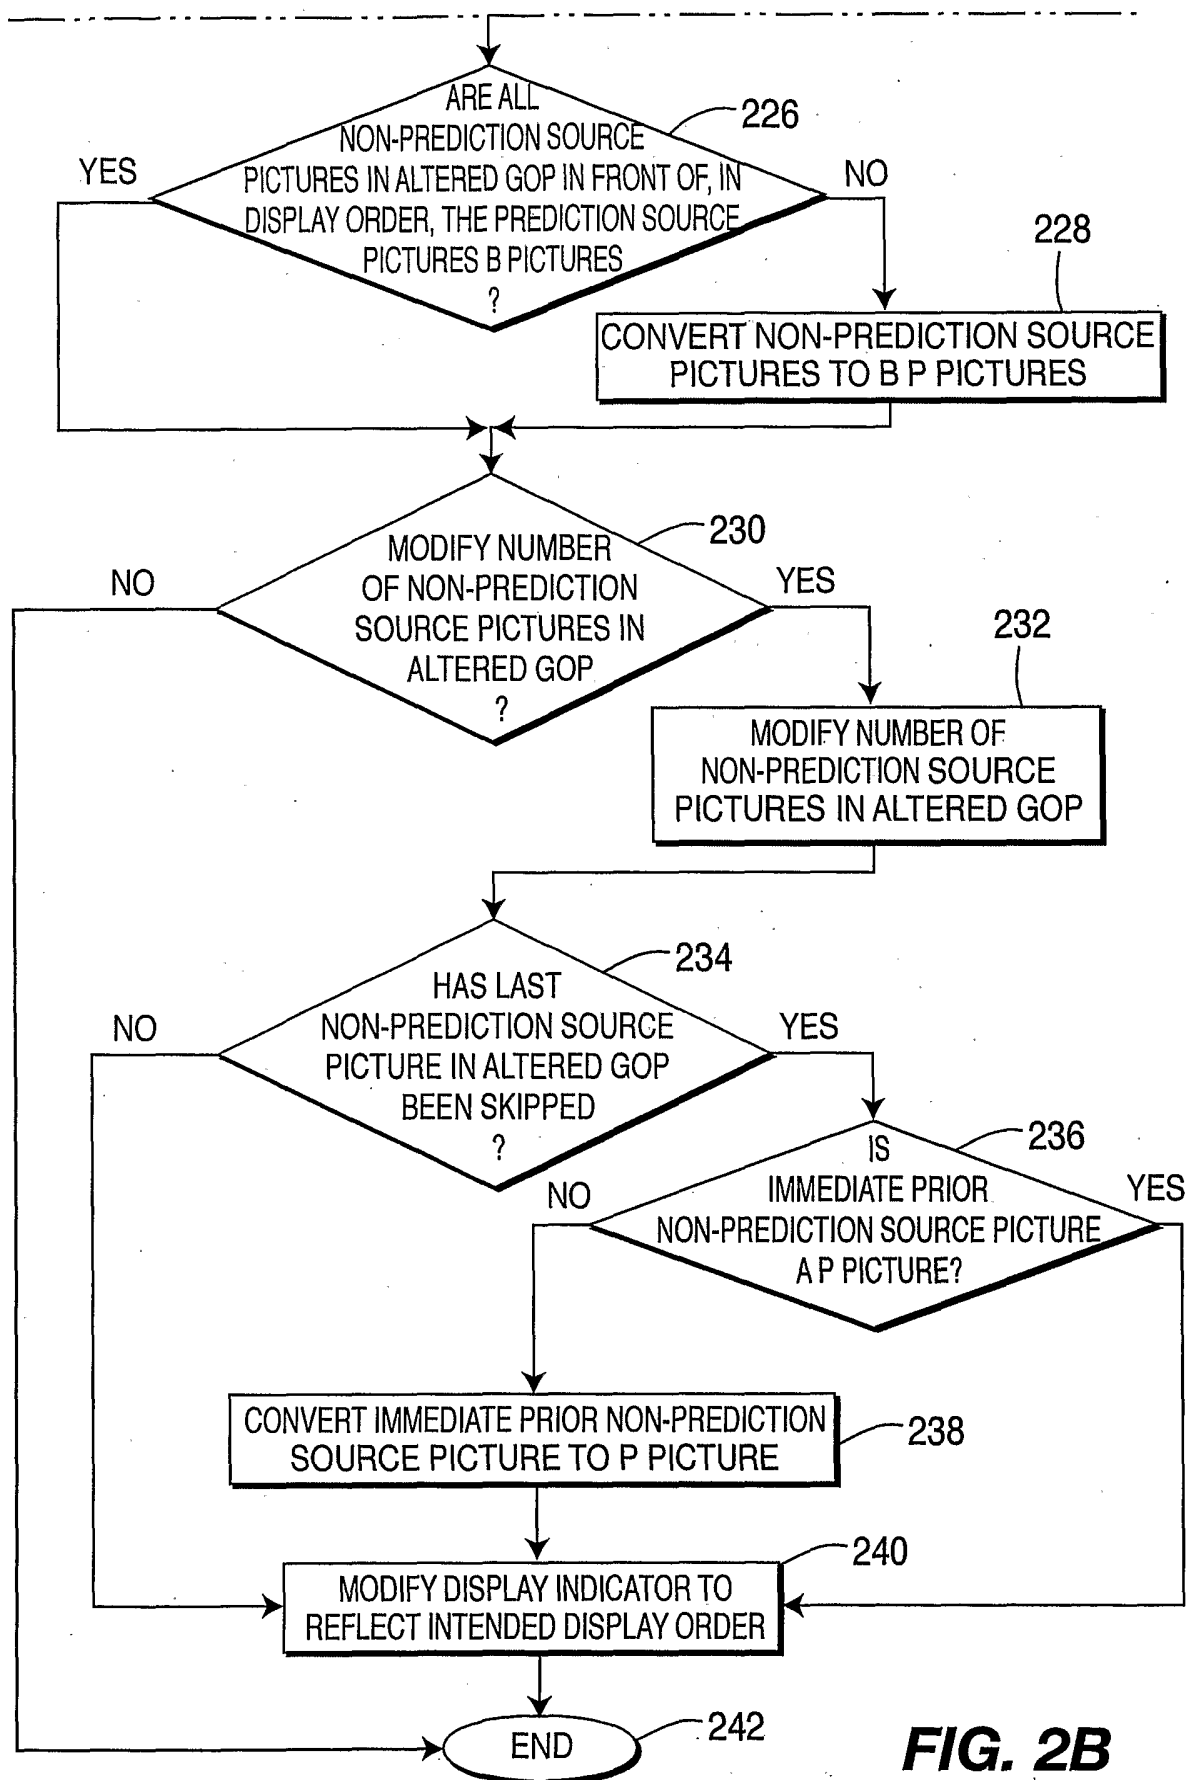 ARE ALL
NON-PREDICTION SOURCE
PICTURES IN ALTERED GOP IN FRONT OF, IN
DISPLAY ORDER, THE PREDICTION SOURCE
PICTURES B PICTURES
?
226
YES
NO
228
CONVERT NON-PREDICTION SOURCE
PICTURES TO B P PICTURES
230
MODIFY NUMBER
OF NON-PREDICTION
SOURCE PICTURES IN
ALTERED GOP
?
NO
YES
232
MODIFY NUMBER OF
NON-PREDICTION SOURCE
PICTURES IN ALTERED GOP
234
HAS LAST
NON-PREDICTION SOURCE
PICTURE IN ALTERED GOP
BEEN SKIPPED
?
NO
YES
236
IS
IMMEDIATE PRIOR
NON-PREDICTION SOURCE PICTURE
A P PICTURE?
NO
YES
CONVERT IMMEDIATE PRIOR NON-PREDICTION
SOURCE PICTURE TO P PICTURE
238
240
MODIFY DISPLAY INDICATOR TO
REFLECT INTENDED DISPLAY ORDER
END
242
FIG. 2B